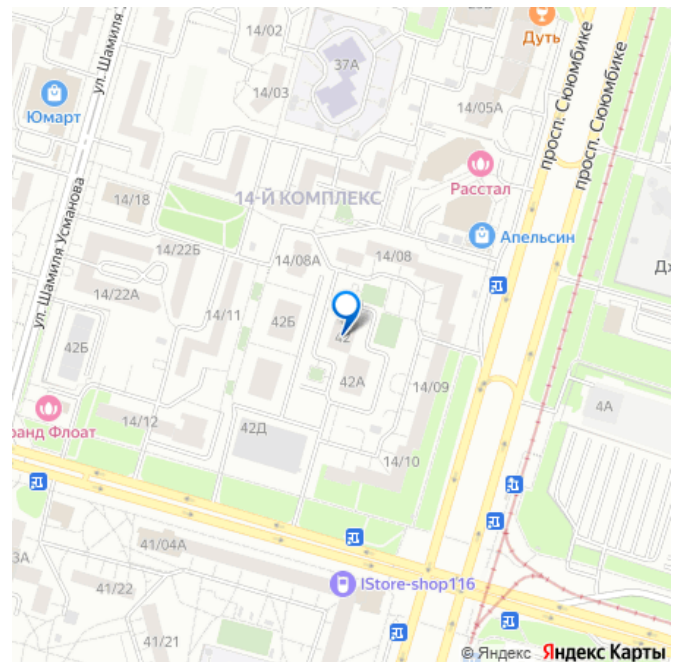 14/02
37А
Дуть
ул. Шамиля Усманова
Юмарт
14/03
14/05А
просп. Сююмбике
просп. Сююмбике
Расстал
14/18
14-Й КОМПЛЕКС
Апельсин
14/22Б
14/08А
14/08
14/22А
14/11
42Б
42
ул. Шамиля Усманова
42Б
42А
14/09
4А
14/12
42Д
14/10
41/04А
41/22
IStore-shop116
41/21
© Яндекс Яндекс Карты